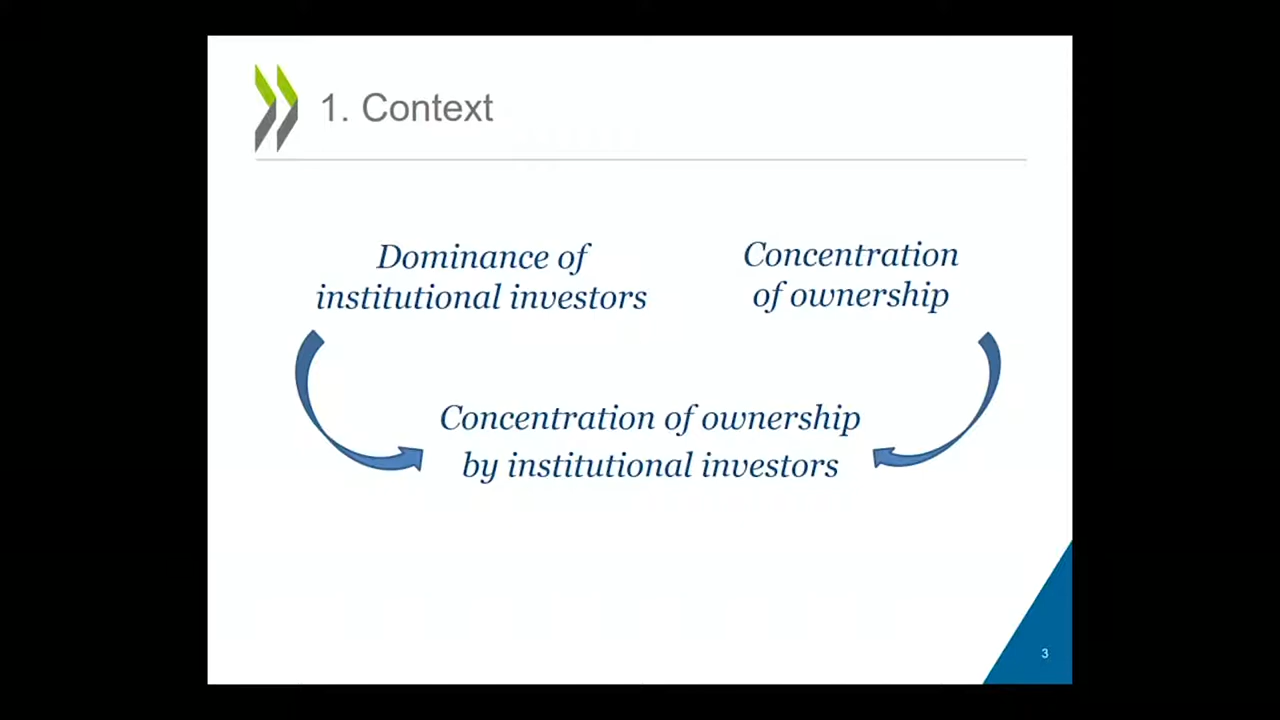 1. Context
Dominance of
institutional investors
Concentration
of ownership
Concentration of ownership
by institutional investors
3